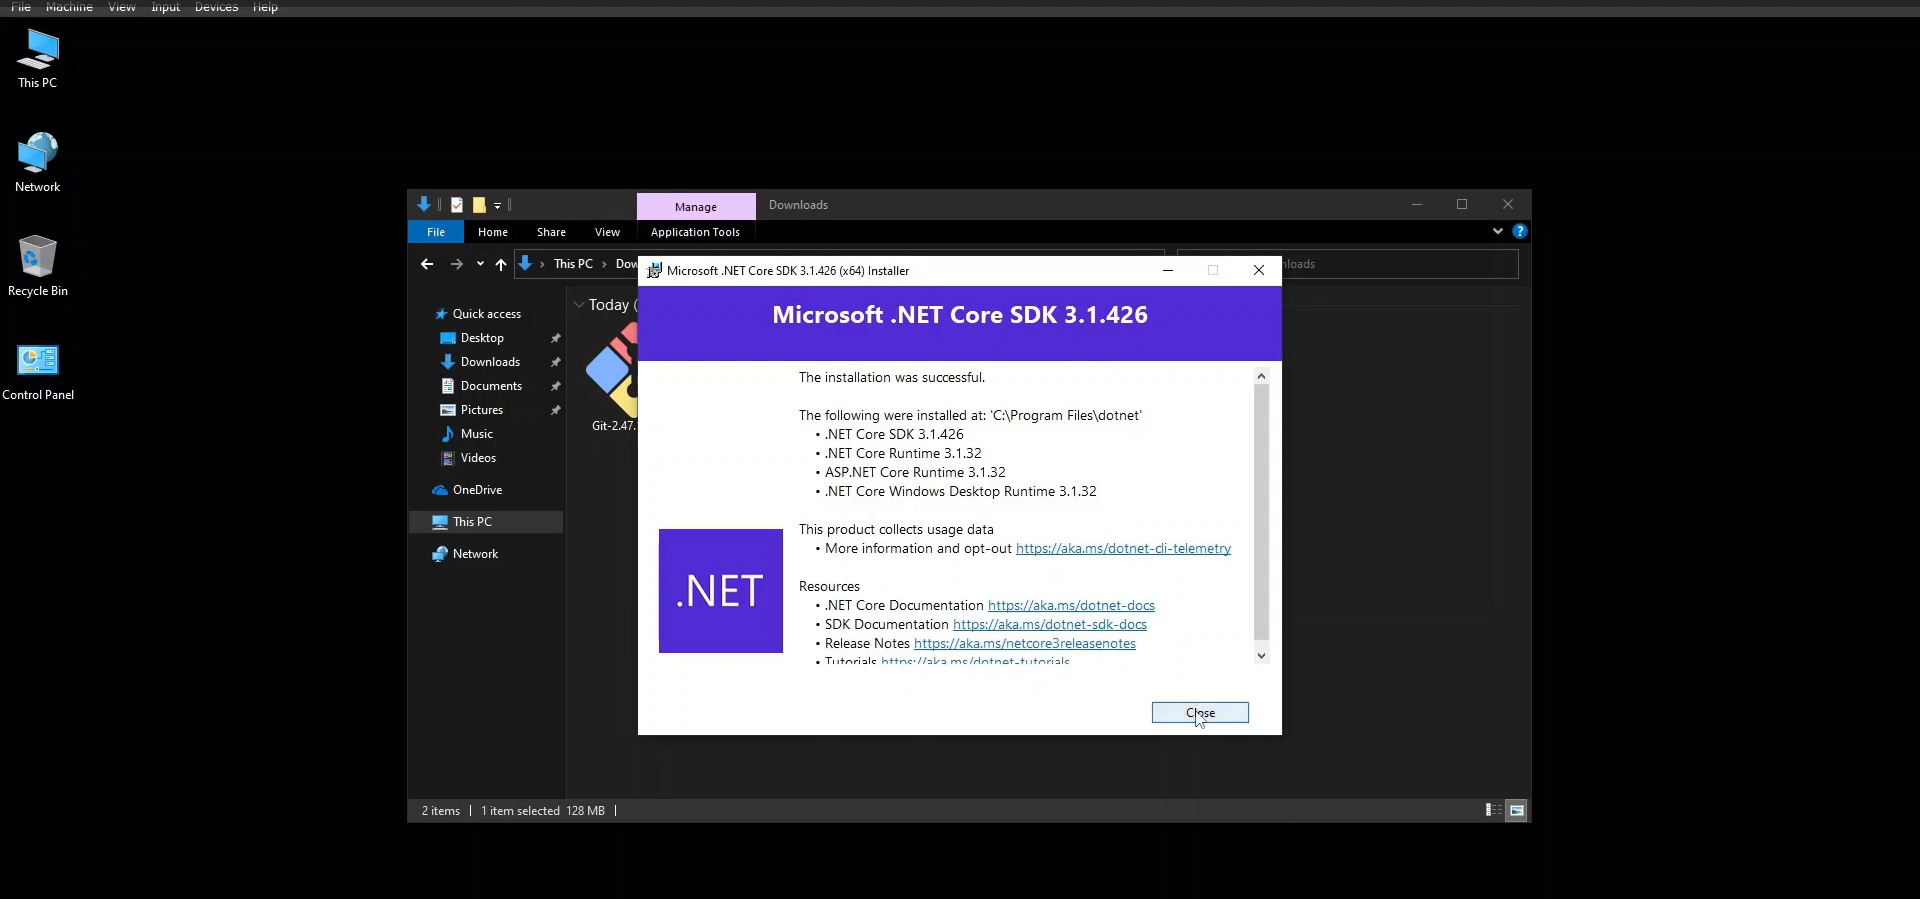 File Machine View Input Devices Help
This PC
Network
Recycle Bin
Control Panel
Manage Downloads
File Home Share View Application Tools
This PC
Microsoft .NET Core SDK 3.1.426 (x64) Installer
Microsoft .NET Core SDK 3.1.426
Today (
Quick access
Desktop
Downloads
Documents
Pictures
Music
Videos
OneDrive
This PC
Network
Git-2.47.
The installation was successful.
The following were installed at: 'C:\Program Files\dotnet'
• .NET Core SDK 3.1.426
• .NET Core Runtime 3.1.32
• ASP.NET Core Runtime 3.1.32
• .NET Core Windows Desktop Runtime 3.1.32
This product collects usage data
• More information and opt-out https://aka.ms/dotnet-cli-telemetry
Resources
• .NET Core Documentation https://aka.ms/dotnet-docs
• SDK Documentation https://aka.ms/dotnet-sdk-docs
• Release Notes https://aka.ms/netcore3releasenotes
• Tutorials https://aka.ms/dotnet-tutorials
.NET
Close
2 items 1 item selected 128 MB